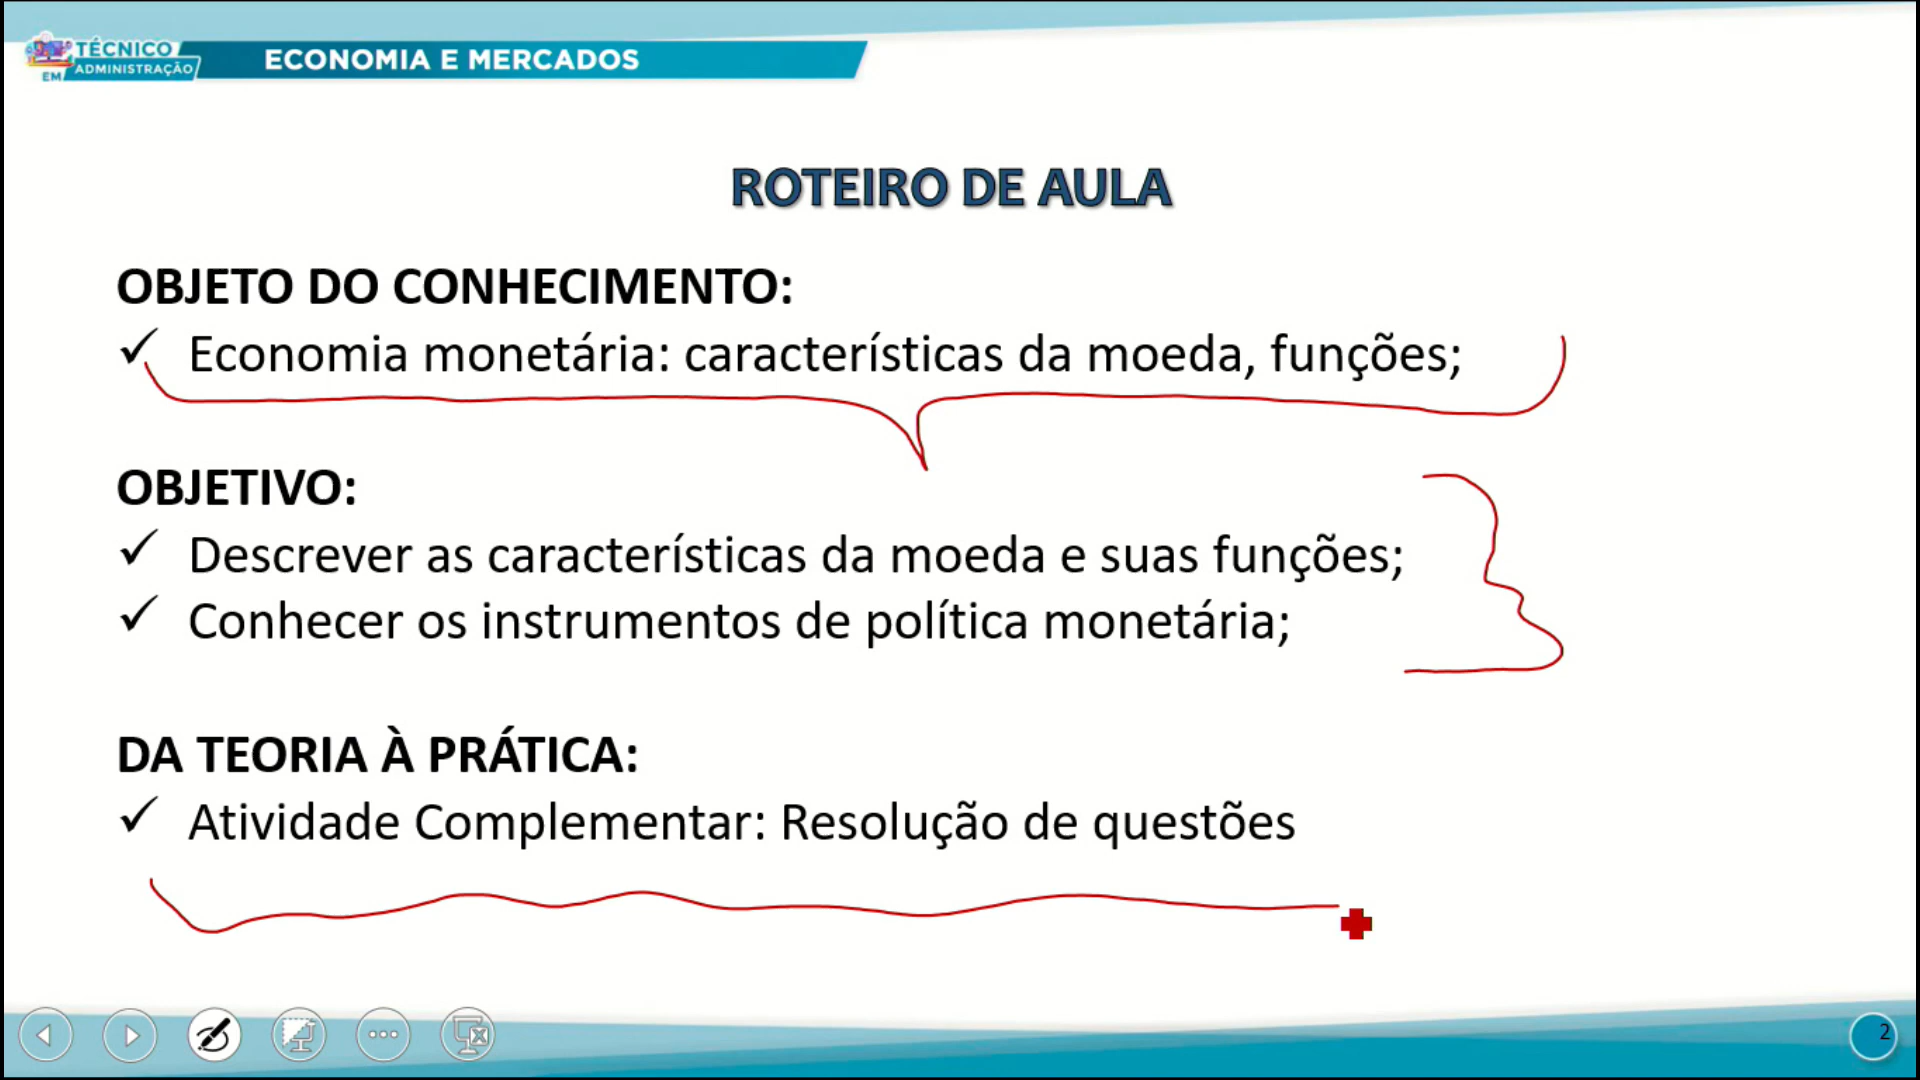 TÉCNICO
EM ADMINISTRAÇÃO
ECONOMIA E MERCADOS
ROTEIRO DE AULA
OBJETO DO CONHECIMENTO:
✓ Economia monetária: características da moeda, funções;
OBJETIVO:
✓ Descrever as características da moeda e suas funções;
✓ Conhecer os instrumentos de política monetária;
DA TEORIA À PRÁTICA:
✓ Atividade Complementar: Resolução de questões
2